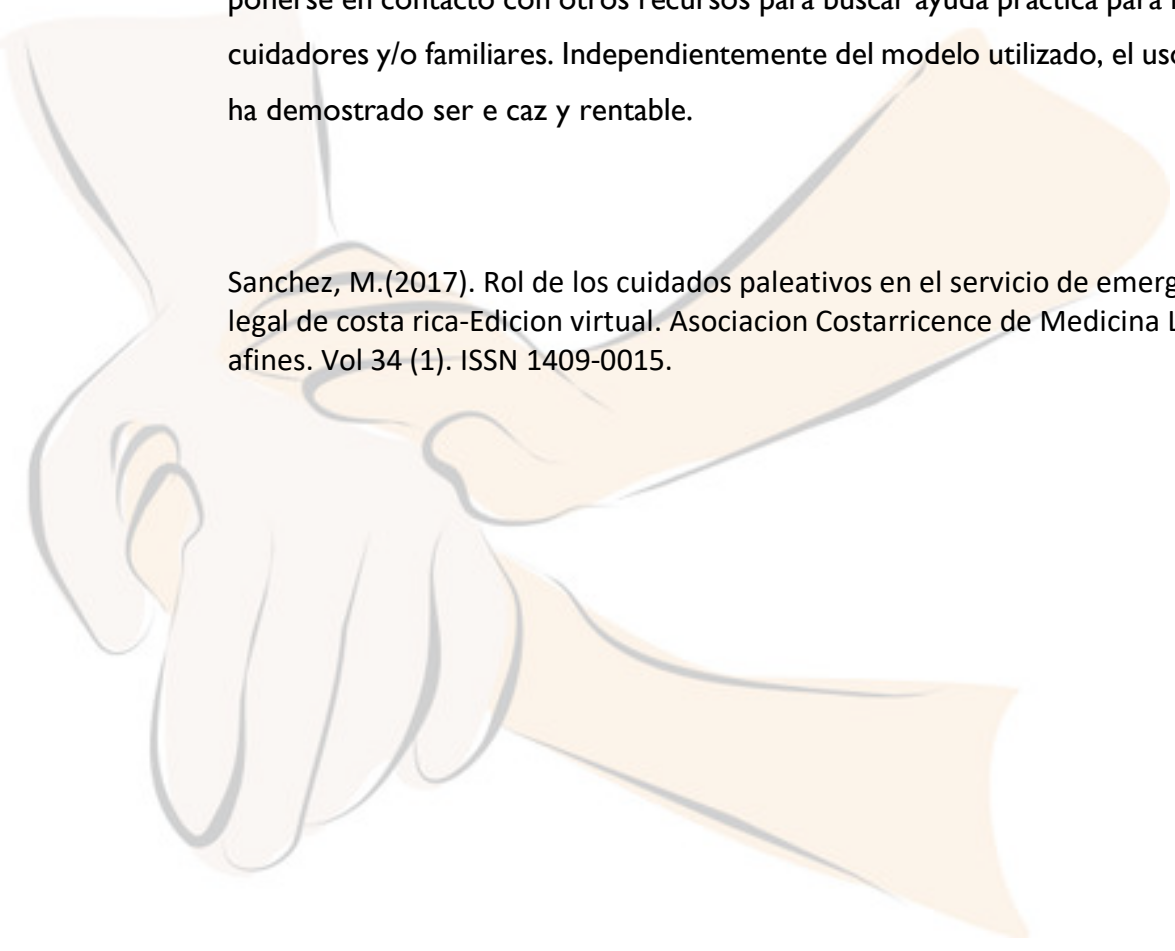 ponerse en contacto con otros recursos para buscar ayuda práctica para
cuidadores y/o familiares. Independientemente del modelo utilizado, el uso
ha demostrado ser e caz y rentable.
Sanchez, M.(2017). Rol de los cuidados paleativos en el servicio de emerg
legal de costa rica-Edicion virtual. Asociacion Costarricence de Medicina L
afines. Vol 34 (1). ISSN 1409-0015.